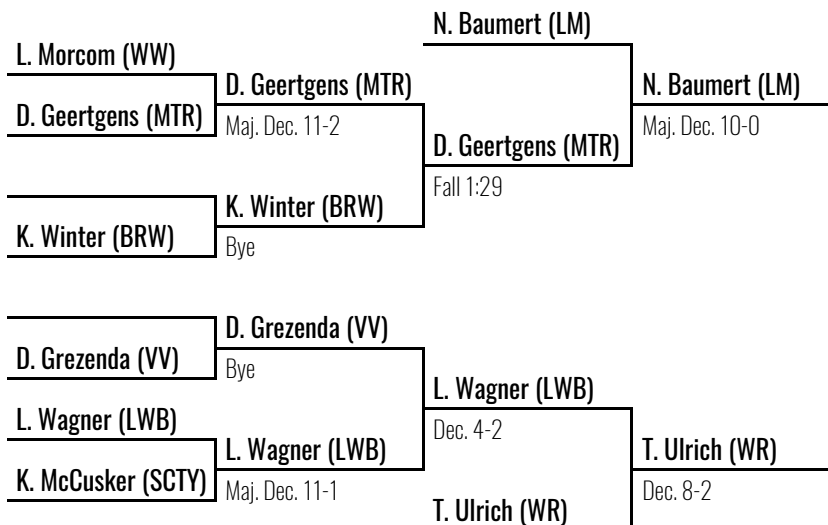 N. Baumert (LM)
L. Morcom (WW)
D. Geertgens (MTR)
N. Baumert (LM)
D. Geertgens (MTR)
Maj. Dec. 11-2
Maj. Dec. 10-0
D. Geertgens (MTR)
Fall 1:29
K. Winter (BRW)
K. Winter (BRW)
Bye
D. Grezenda (VV)
D. Grezenda (VV)
Bye
L. Wagner (LWB)
L. Wagner (LWB)
Dec. 4-2
L. Wagner (LWB)
T. Ulrich (WR)
K. McCusker (SCTY)
Maj. Dec. 11-1
Dec. 8-2
T. Ulrich (WR)